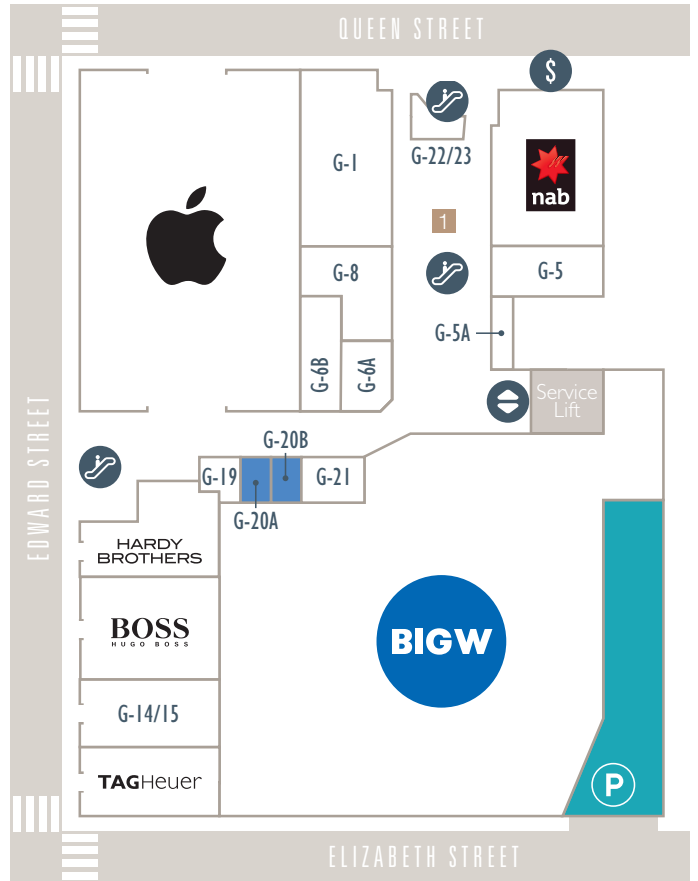 QUEEN STREET
$
G-1
G-22/23
nab
1
G-8
G-5
G-5A
G-6B
G-6A
Service
Lift
EDWARD STREET
G-20B
G-19
G-21
G-20A
HARDY
BROTHERS
BOSS
HUGO BOSS
BIGW
G-14/15
TAGHeuer
P
ELIZABETH STREET